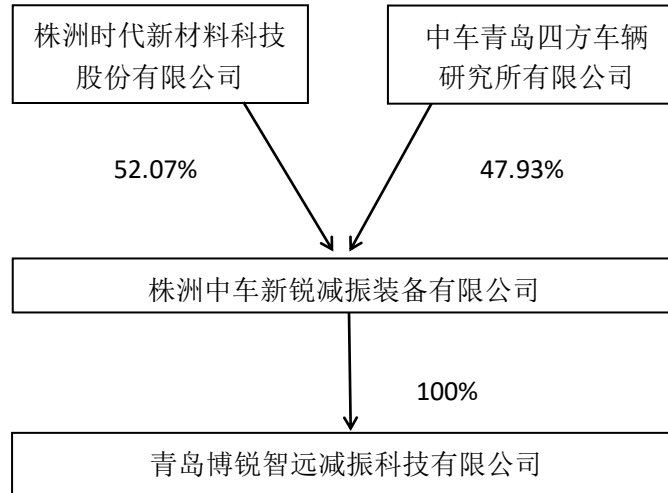 株洲时代新材料科技
股份有限公司
中车青岛四方车辆
研究所有限公司
52.07%
47.93%
株洲中车新锐减振装备有限公司
100%
青岛博锐智远减振科技有限公司